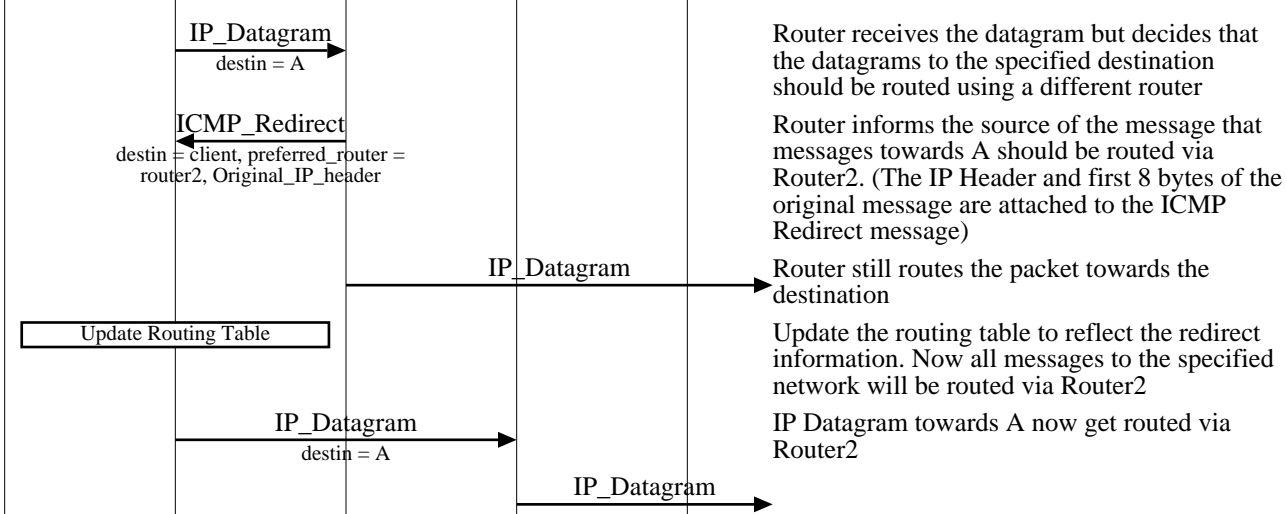 IP_Datagram
destin = A
Router receives the datagram but decides that
the datagrams to the specified destination
should be routed using a different router
ICMP_Redirect
destin = client, preferred_router =
router2, Original_IP_header
Router informs the source of the message that
messages towards A should be routed via
Router2. (The IP Header and first 8 bytes of the
original message are attached to the ICMP
Redirect message)
IP_Datagram
Router still routes the packet towards the
destination
Update Routing Table
Update the routing table to reflect the redirect
information. Now all messages to the specified
network will be routed via Router2
IP_Datagram
destin = A
IP Datagram towards A now get routed via
Router2
IP_Datagram